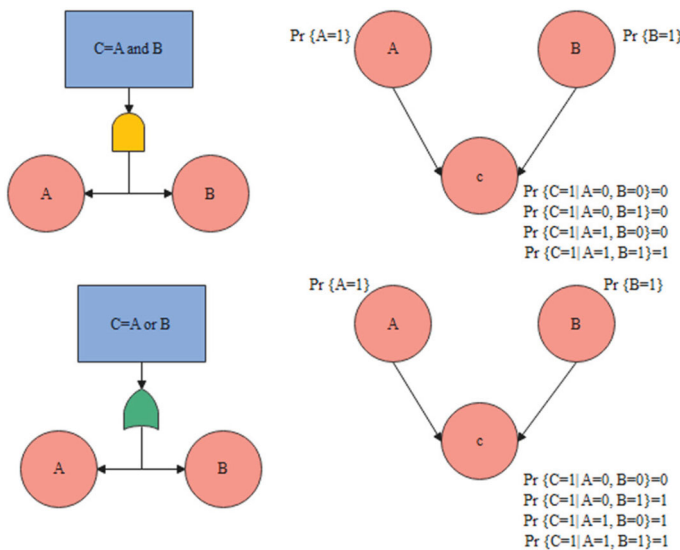 C=A and B
A
B
Pr {A=1}
A
B
Pr {B=1}
c
Pr {C=1| A=0, B=0}=0
Pr {C=1| A=0, B=1}=0
Pr {C=1| A=1, B=0}=0
Pr {C=1| A=1, B=1}=1
C=A or B
A
B
Pr {A=1}
Pr {B=1}
A
B
c
Pr {C=1| A=0, B=0}=0
Pr {C=1| A=0, B=1}=1
Pr {C=1| A=1, B=0}=1
Pr {C=1| A=1, B=1}=1